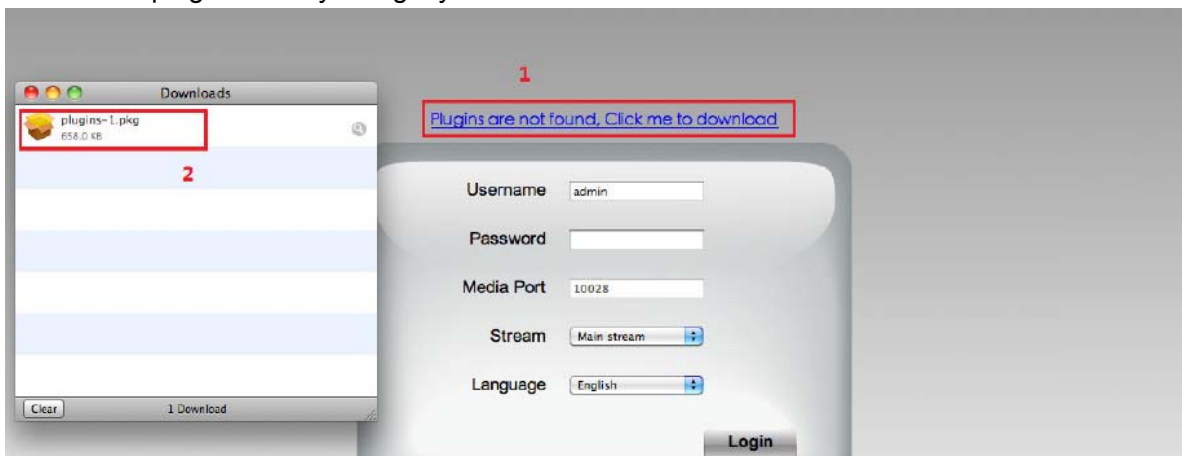 1
Downloads
plugins-1.pkg
658.0 KB
2
Clear
1 Download
Plugins are not found, Click me to download
Username
admin
Password
Media Port
10028
Stream
Main stream
Language
English
Login